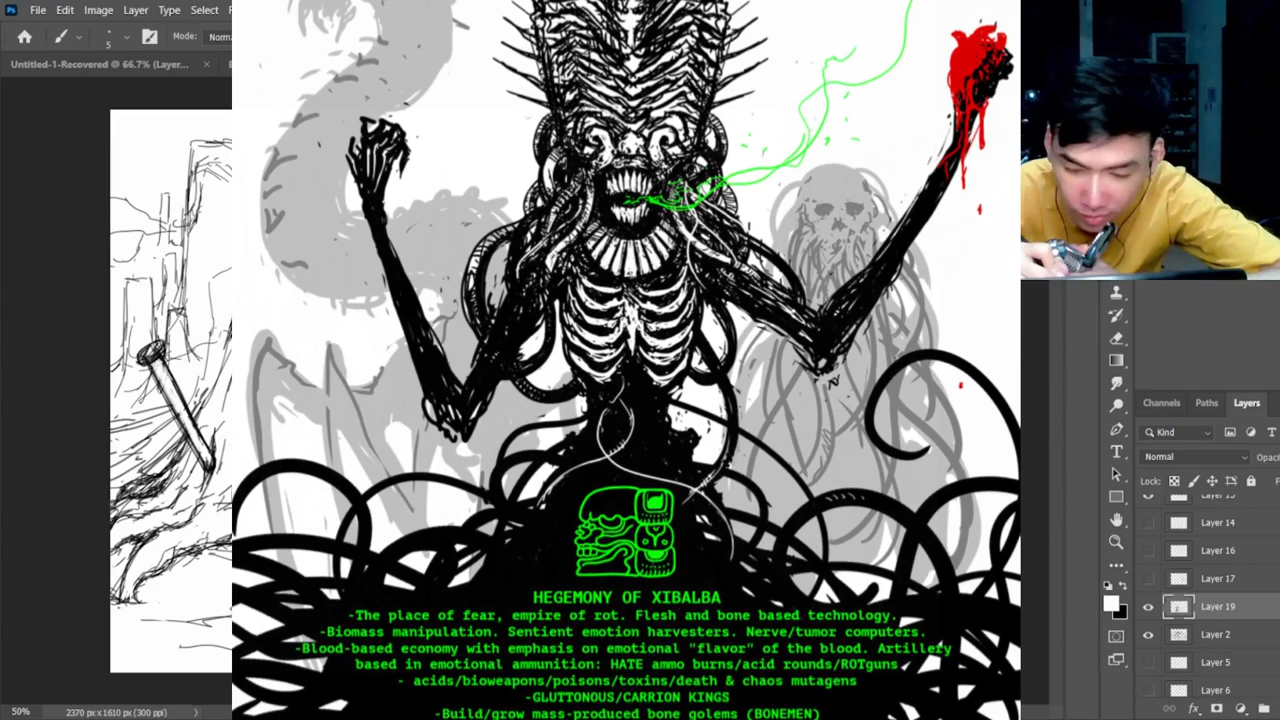 Ps File Edit Image Layer Type Select
5 Mode:
Untitled-1-Recovered @ 66.7% (Layer... ×
HEGEMONY OF XIBALBA
-The place of fear, empire of rot. Flesh and bone based technology.
-Biomass manipulation. Sentient emotion harvesters. Nerve/tumor computers.
-Blood-based economy with emphasis on emotional "flavor" of the blood. Artillery
based in emotional ammunition: HATE ammo burns/acid rounds/ROTguns
- acids/bioweapons/poisons/toxins/death & chaos mutagens
-GLUTTONOUS/CARRION KINGS
-Build/grow mass-produced bone golems (BONEMEN)
Channels Paths Layers
Kind
Normal
Lock:
Layer 14
Layer 16
Layer 17
Layer 19
Layer 2
Layer 5
Layer 6
fx
50% 2370 px x 1610 px (300 ppi)